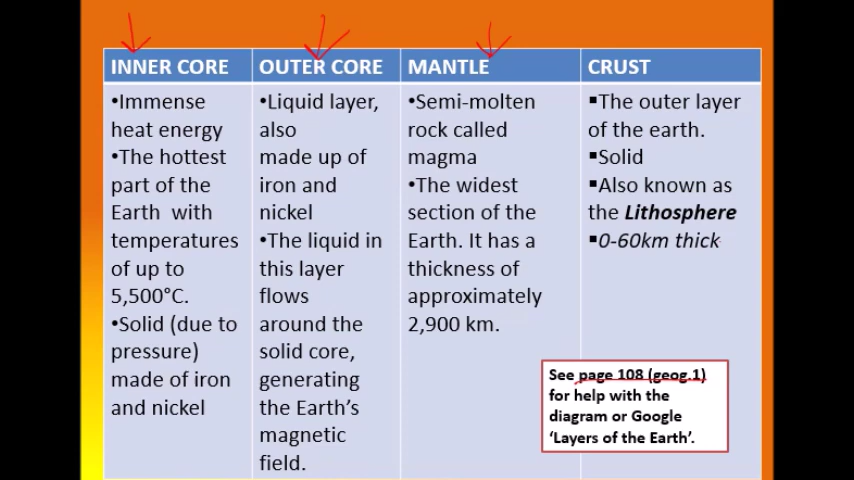 INNER CORE
•Immense
heat energy
•The hottest
part of the
Earth with
temperatures
of up to
5,500°C.
•Solid (due to
pressure)
made of iron
and nickel
OUTER CORE
•Liquid layer,
also
made up of
iron and
nickel
•The liquid in
this layer
flows
around the
solid core,
generating
the Earth's
magnetic
field.
MANTLE
•Semi-molten
rock called
magma
•The widest
section of the
Earth. It has a
thickness of
approximately
2,900 km.
CRUST
▪The outer layer
of the earth.
▪Solid
▪Also known as
the Lithosphere
▪0-60km thick
See page 108 (geog.1)
for help with the
diagram or Google
‘Layers of the Earth’.